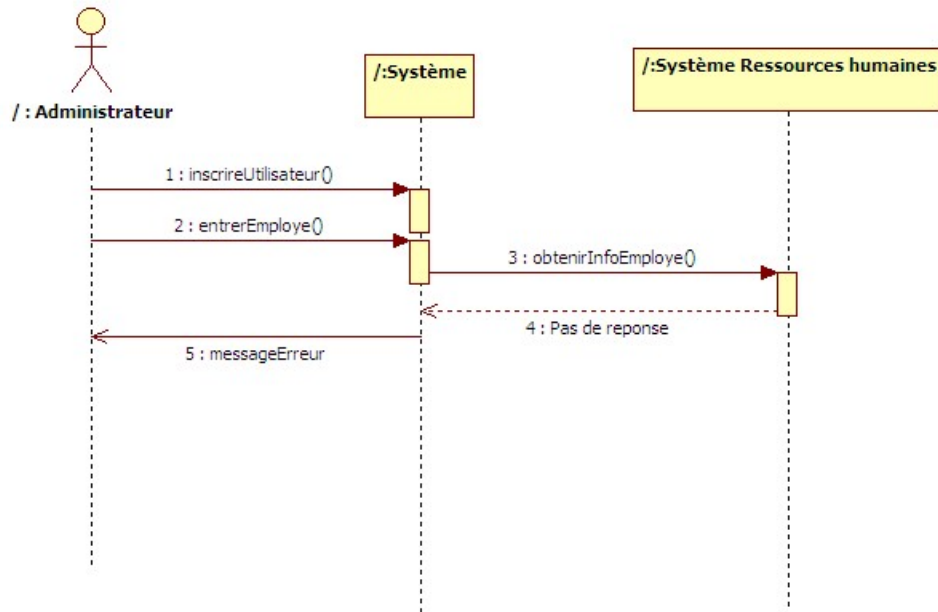 / : Administrateur
/:Système
/:Système Ressources humaines
1 : inscrireUtilisateur()
2 : entrerEmploye()
3 : obtenirInfoEmploye()
4 : Pas de reponse
5 : messageErreur